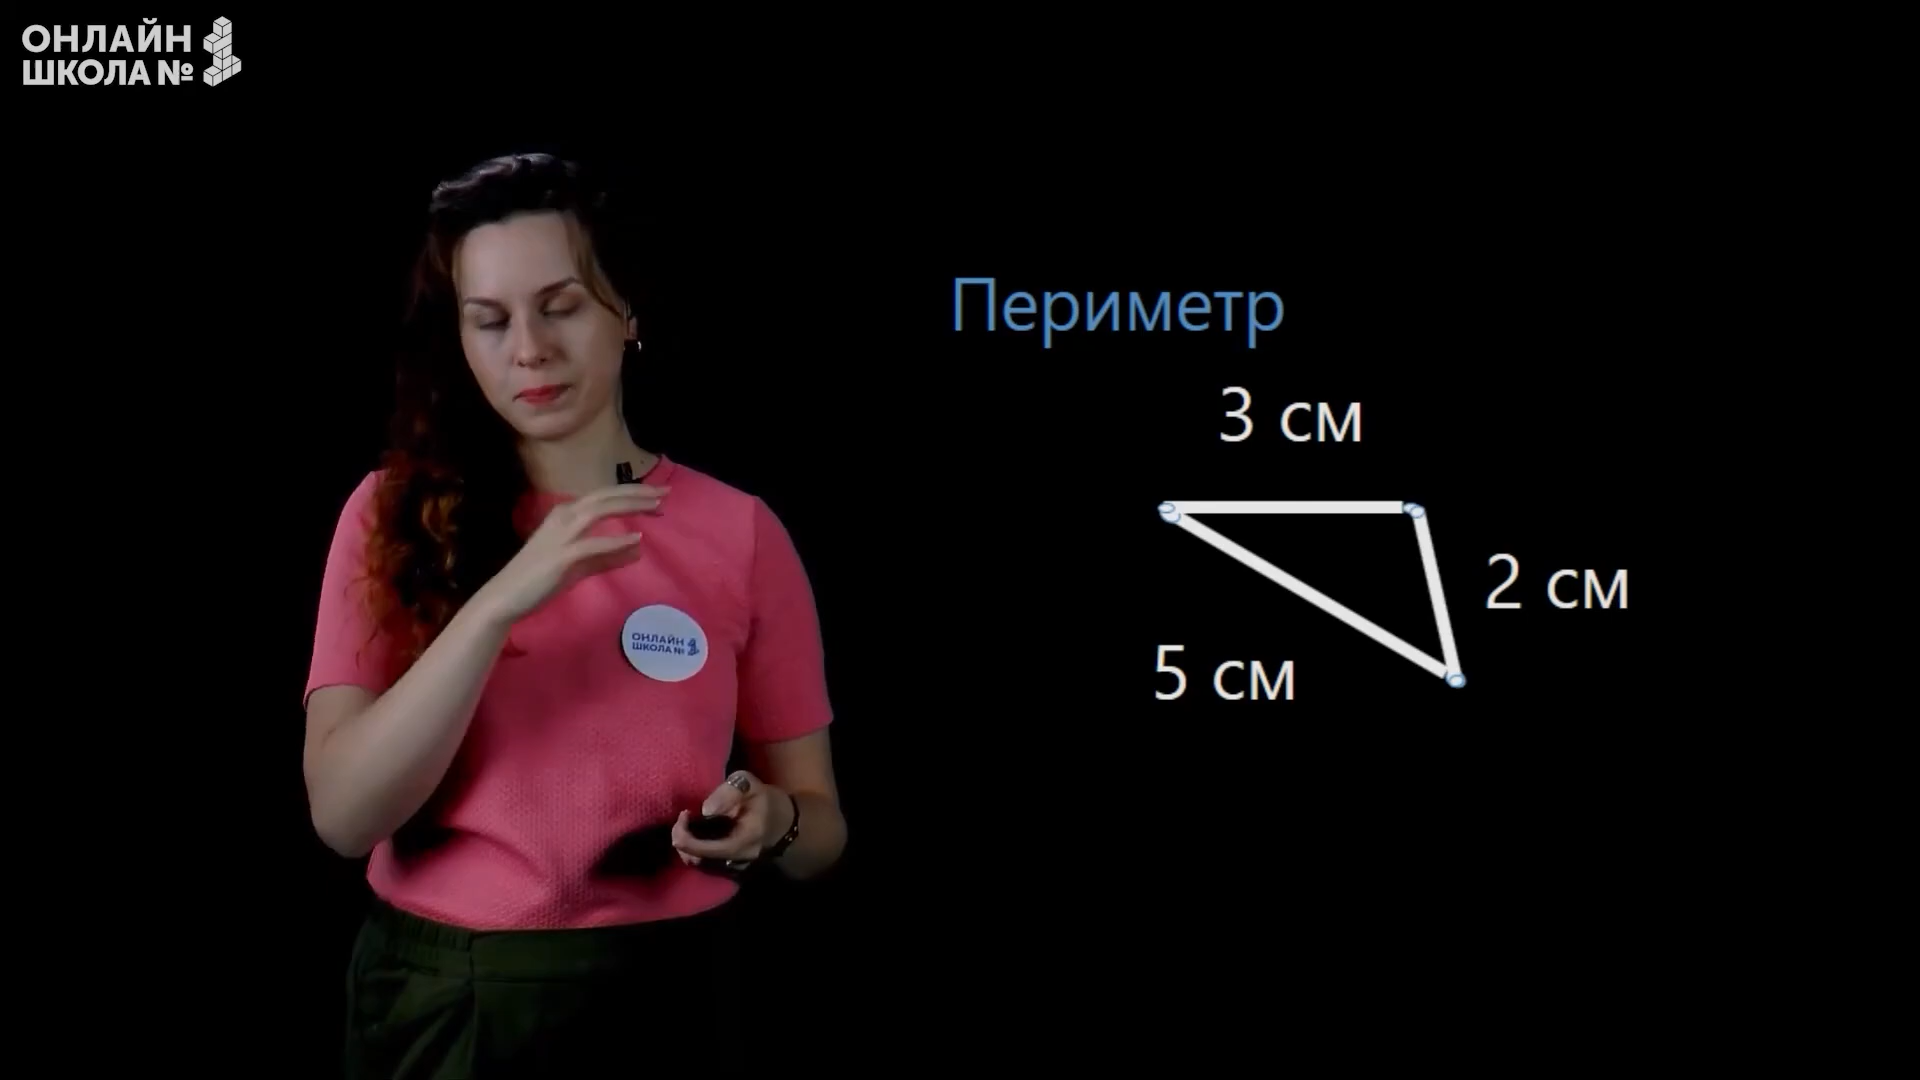 ОНЛАЙН
ШКОЛА №
Периметр
3 см
2 см
5 см
ОНЛАЙН
ШКОЛА №